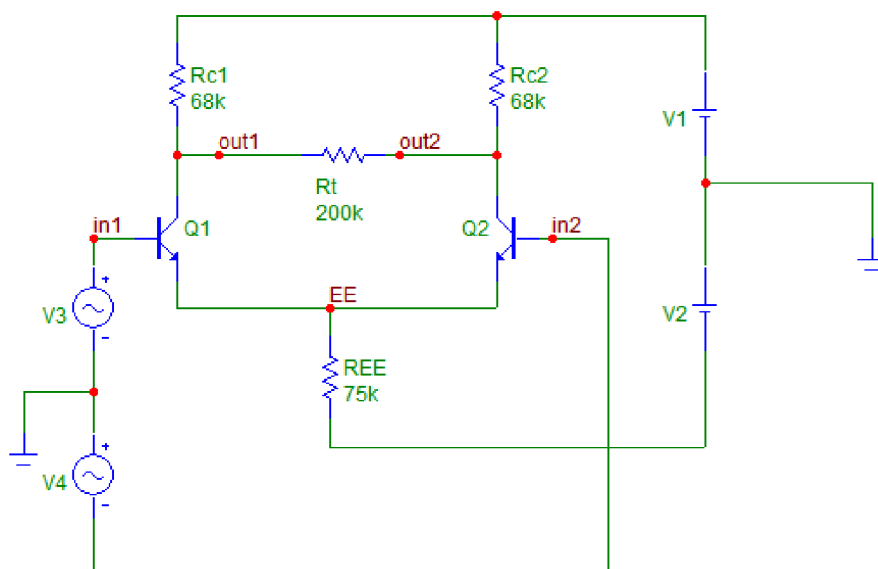 Rc1
68k
Rc2
68k
V1
out1
out2
Rt
200k
in1
Q1
Q2
in2
EE
V3
V2
REE
75k
V4